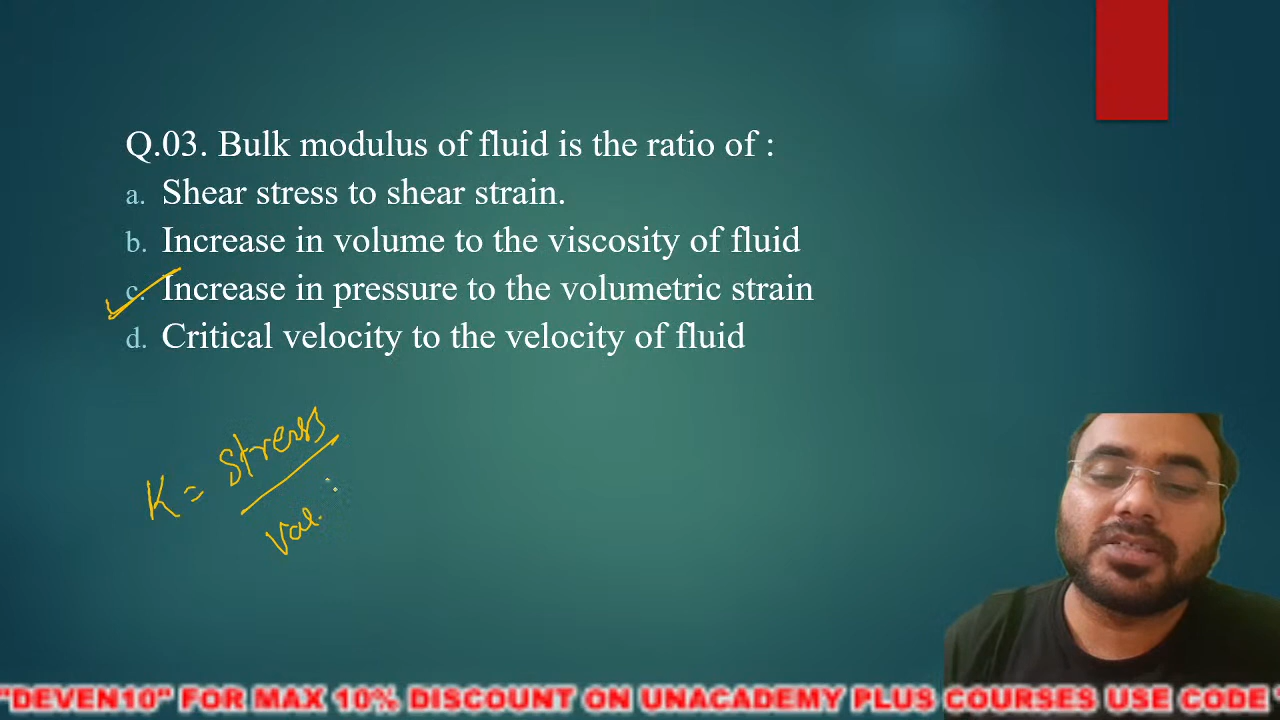 Q.03. Bulk modulus of fluid is the ratio of :
a. Shear stress to shear strain.
b. Increase in volume to the viscosity of fluid
c. Increase in pressure to the volumetric strain
d. Critical velocity to the velocity of fluid
K = Stress
Vol.
"DEVEN10" FOR MAX 10% DISCOUNT ON UNACADEMY PLUS COURSES USE CODE "